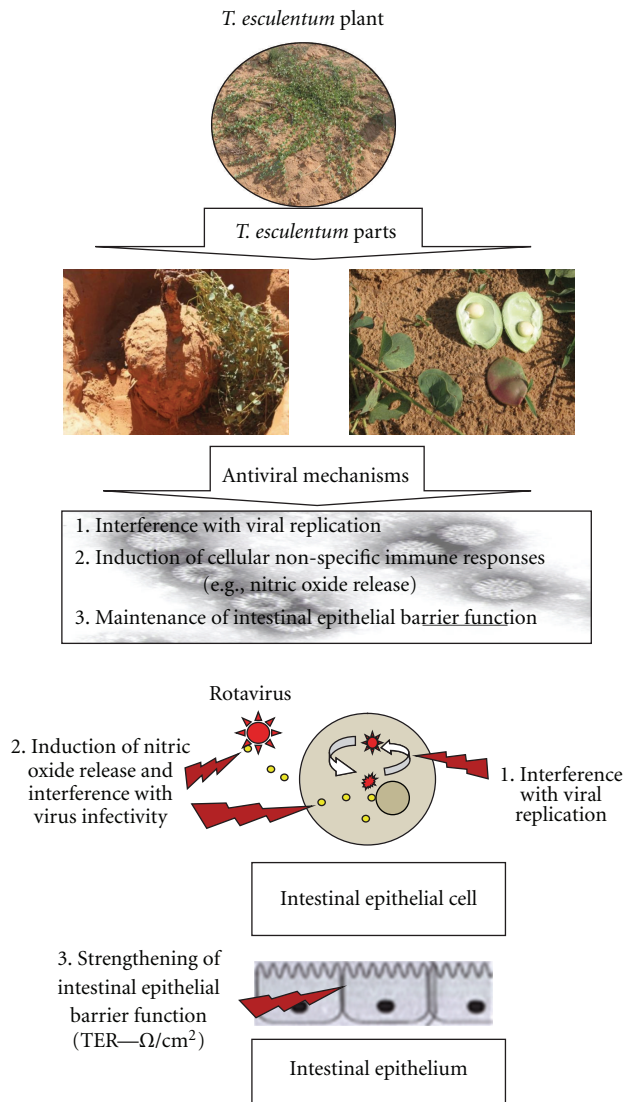 T. esculentum plant
T. esculentum parts
Antiviral mechanisms
1. Interference with viral replication
2. Induction of cellular non-specific immune responses
(e.g., nitric oxide release)
3. Maintenance of intestinal epithelial barrier function
Rotavirus
2. Induction of nitric
oxide release and
interference with
virus infectivity
1. Interference
with viral
replication
Intestinal epithelial cell
3. Strengthening of
intestinal epithelial
barrier function
(TER—Ω/cm²)
Intestinal epithelium